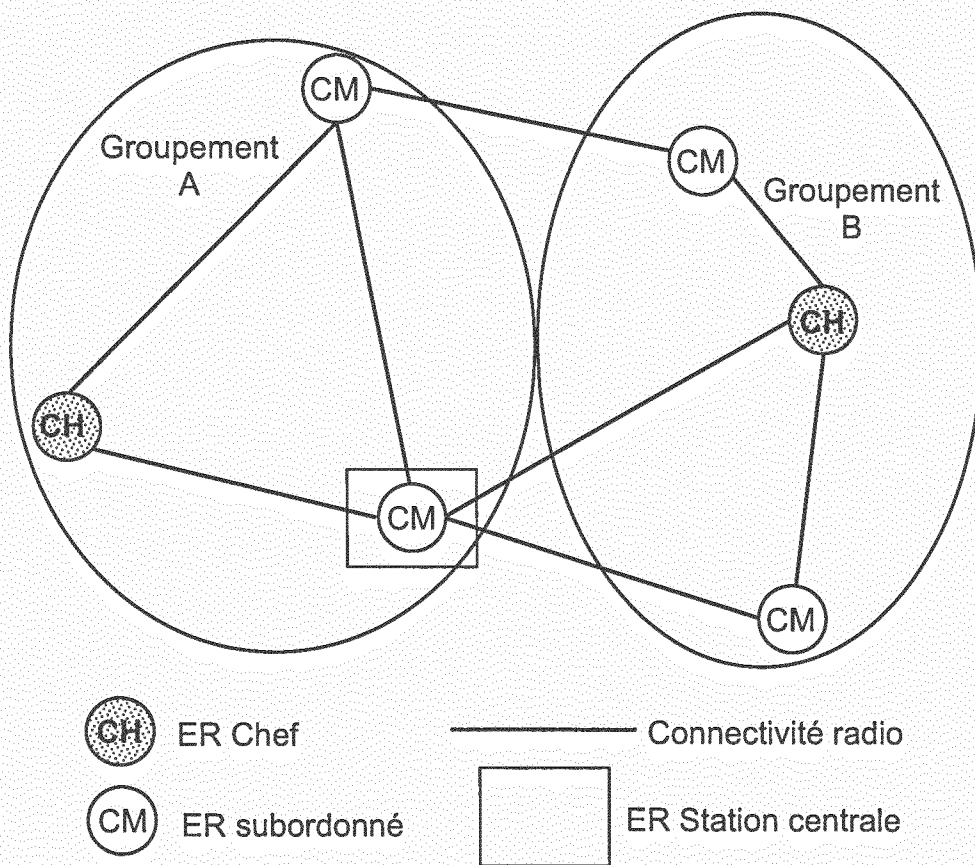 CM
Groupement
A
CM
Groupement
B
CH
CH
CM
CM
CH ER Chef
Connectivité radio
CM ER subordonné
ER Station centrale